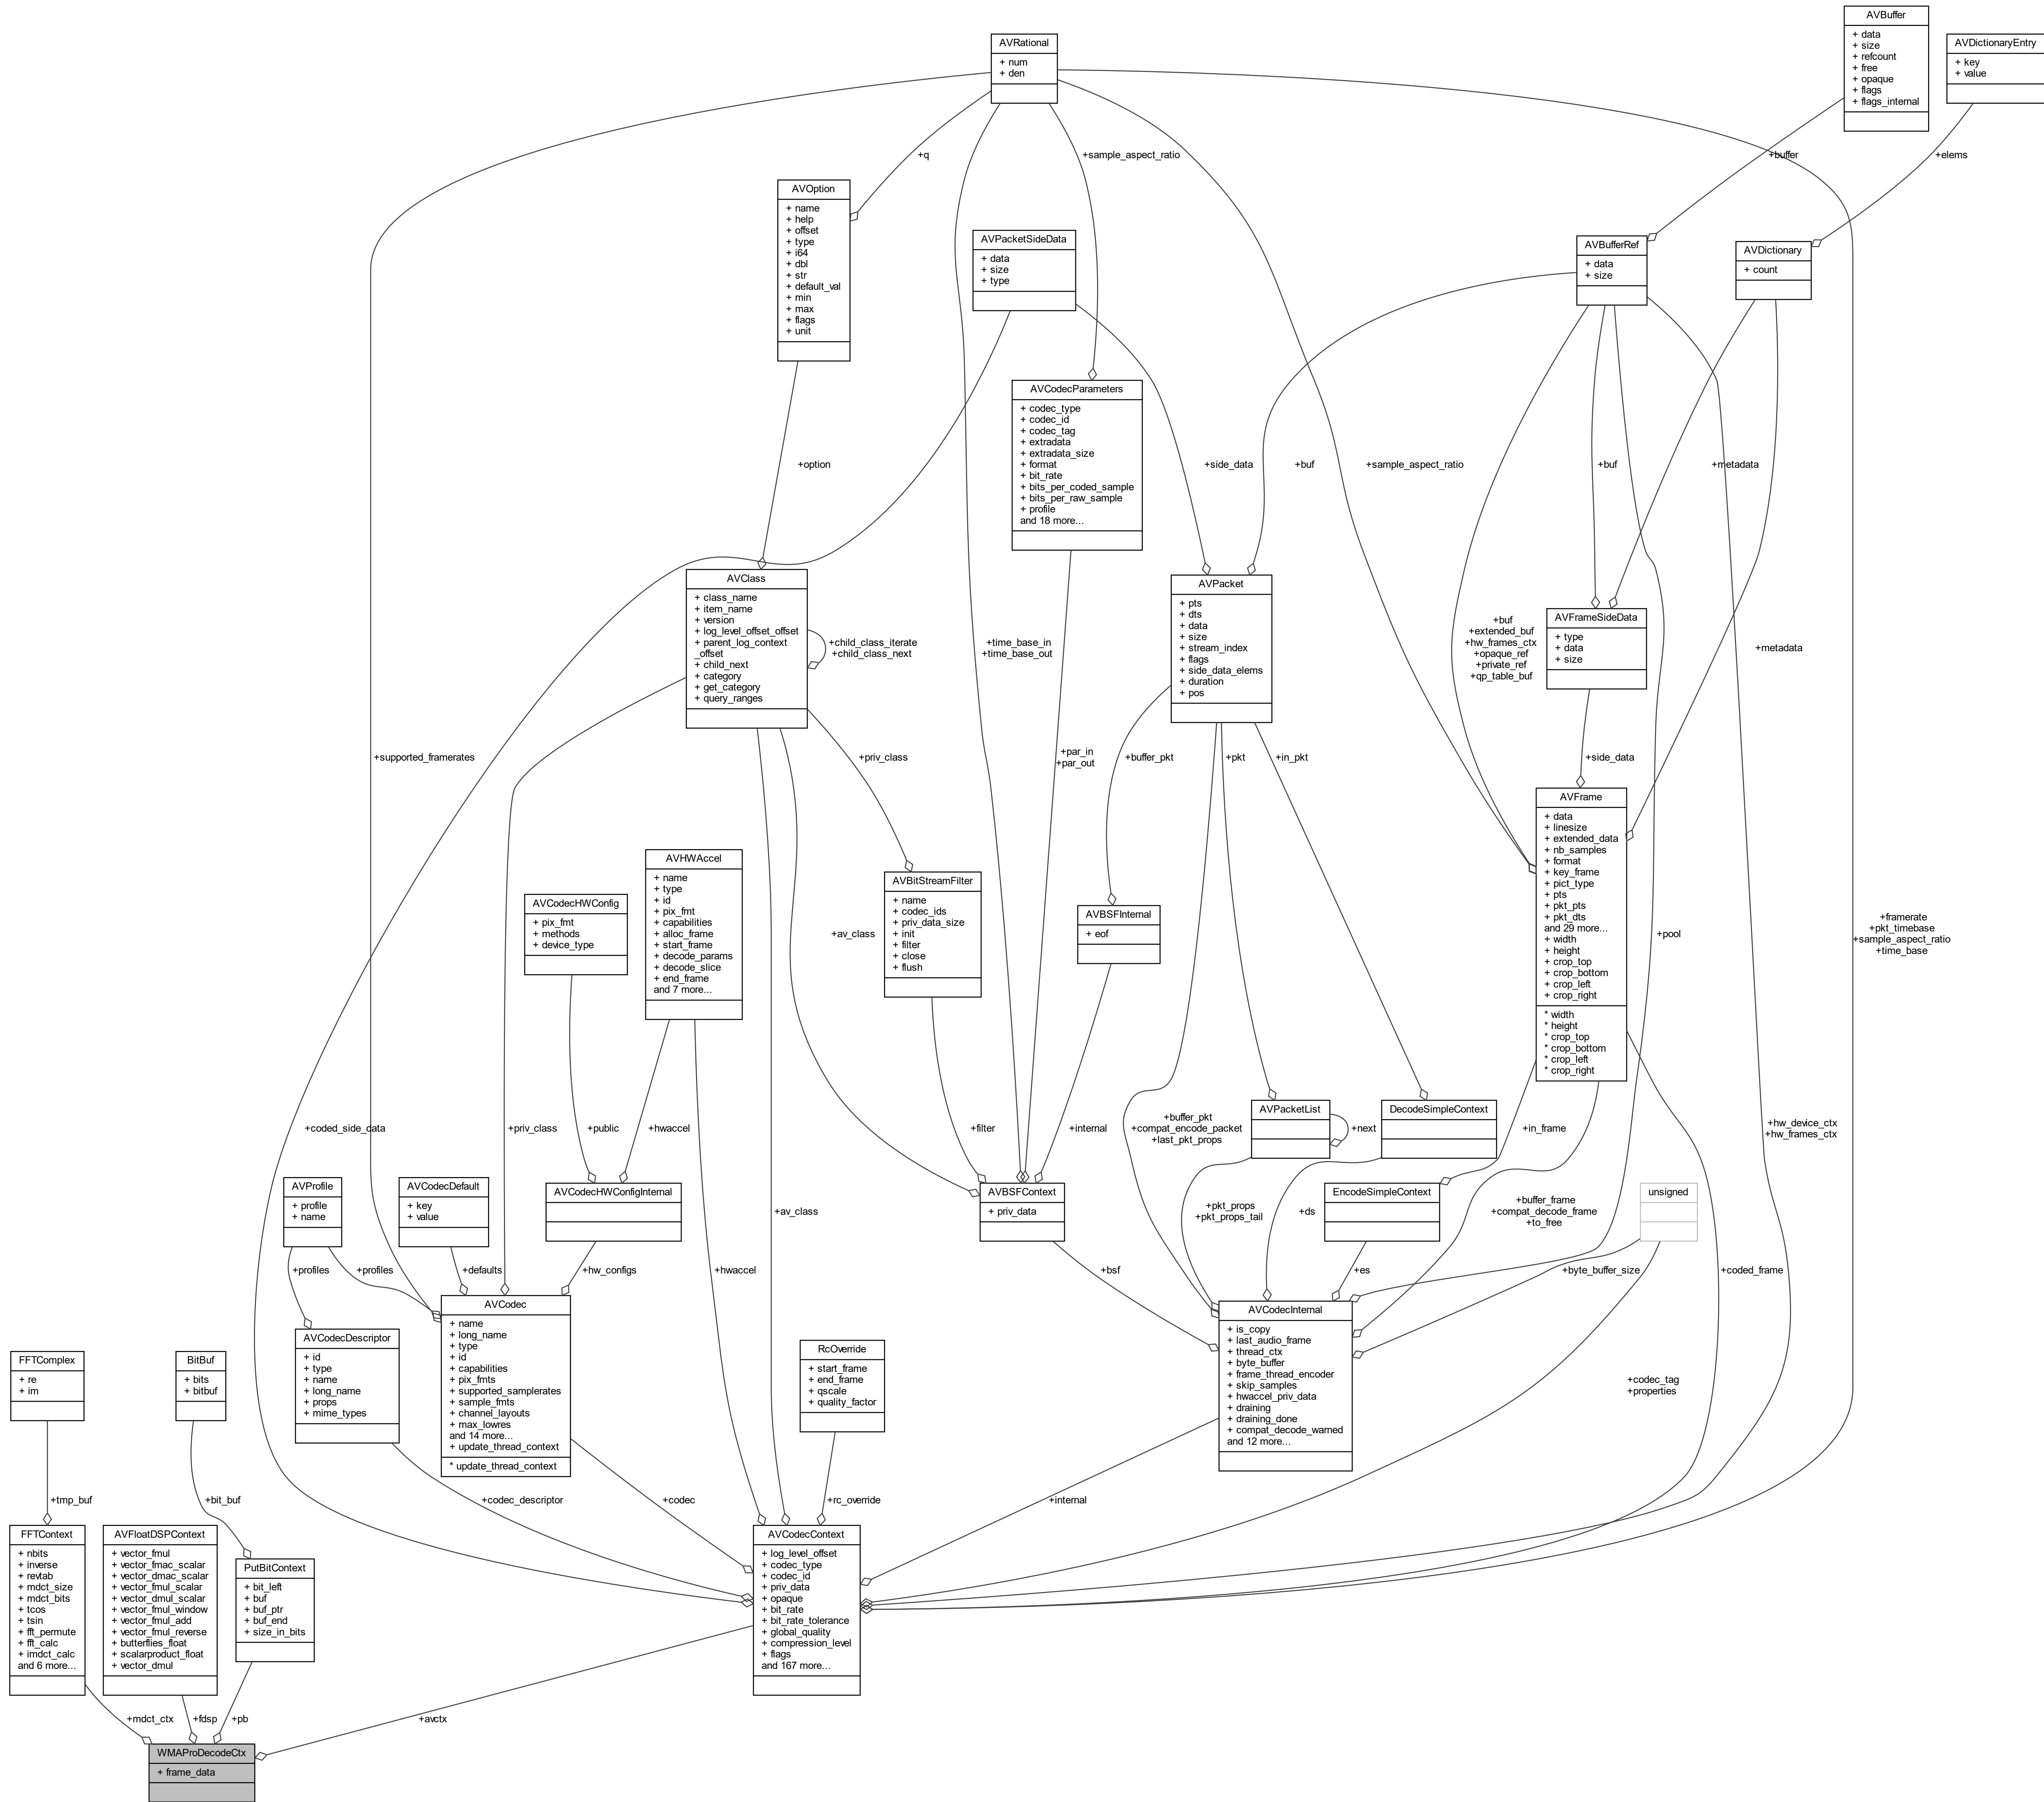 AVBuffer
+ data
+ size
+ refcount
+ free
+ opaque
+ flags
+ flags_internal
AVRational
+ num
+ den
AVDictionaryEntry
+ key
+ value
+q
+sample_aspect_ratio
+buffer
+elems
AVOption
+ name
+ help
+ offset
+ type
+ i64
+ dbl
+ str
+ default_val
+ min
+ max
+ flags
+ unit
AVPacketSideData
+ data
+ size
+ type
AVBufferRef
+ data
+ size
AVDictionary
+ count
AVCodecParameters
+ codec_type
+ codec_id
+ codec_tag
+ extradata
+ extradata_size
+ format
+ bit_rate
+ bits_per_coded_sample
+ bits_per_raw_sample
+ profile
and 18 more...
+option
+side_data
+buf
+sample_aspect_ratio
+buf
+metadata
AVClass
+ class_name
+ item_name
+ version
+ log_level_offset_offset
+ parent_log_context
_offset
+ child_next
+ category
+ get_category
+ query_ranges
+child_class_iterate
+child_class_next
+time_base_in
+time_base_out
AVPacket
+ pts
+ dts
+ data
+ size
+ stream_index
+ flags
+ side_data_elems
+ duration
+ pos
+buf
+extended_buf
+hw_frames_ctx
+opaque_ref
+private_ref
+qp_table_buf
AVFrameSideData
+ type
+ data
+ size
+metadata
+supported_framerates
+priv_class
+par_in
+par_out
+buffer_pkt
+pkt
+in_pkt
+side_data
AVFrame
+ data
+ linesize
+ extended_data
+ nb_samples
+ format
+ key_frame
+ pict_type
+ pts
+ pkt_pts
+ pkt_dts
and 29 more...
+ width
+ height
+ crop_top
+ crop_bottom
+ crop_left
+ crop_right
* width
* height
* crop_top
* crop_bottom
* crop_left
* crop_right
AVHWAccel
+ name
+ type
+ id
+ pix_fmt
+ capabilities
+ alloc_frame
+ start_frame
+ decode_params
+ decode_slice
+ end_frame
and 7 more...
AVCodecHWConfig
+ pix_fmt
+ methods
+ device_type
+av_class
AVBitStreamFilter
+ name
+ codec_ids
+ priv_data_size
+ init
+ filter
+ close
+ flush
AVBSFInternal
+ eof
+pool
+framerate
+pkt_timebase
+sample_aspect_ratio
+time_base
+coded_side_data
+priv_class
+public
+hwaccel
+filter
+internal
+buffer_pkt
+compat_encode_packet
+last_pkt_props
AVPacketList
+next
DecodeSimpleContext
+in_frame
+hw_device_ctx
+hw_frames_ctx
AVProfile
+ profile
+ name
AVCodecDefault
+ key
+ value
AVCodecHWConfigInternal
+av_class
AVBSFContext
+ priv_data
+pkt_props
+pkt_props_tail
+ds
EncodeSimpleContext
+buffer_frame
+compat_decode_frame
+to_free
unsigned
+profiles
+profiles
+defaults
+hw_configs
+hwaccel
+bsf
+es
+byte_buffer_size
+coded_frame
AVCodec
+ name
+ long_name
+ type
+ id
+ capabilities
+ pix_fmts
+ supported_samplerates
+ sample_fmts
+ channel_layouts
+ max_lowres
and 14 more...
+ update_thread_context
* update_thread_context
AVCodecInternal
+ is_copy
+ last_audio_frame
+ thread_ctx
+ byte_buffer
+ frame_thread_encoder
+ skip_samples
+ hwaccel_priv_data
+ draining
+ draining_done
+ compat_decode_warned
and 12 more...
AVCodecDescriptor
+ id
+ type
+ name
+ long_name
+ props
+ mime_types
RcOverride
+ start_frame
+ end_frame
+ qscale
+ quality_factor
FFTComplex
+ re
+ im
BitBuf
+ bits
+ bitbuf
+codec_tag
+properties
+tmp_buf
+bit_buf
+codec_descriptor
+codec
+rc_override
+internal
FFTContext
+ nbits
+ inverse
+ revtab
+ mdct_size
+ mdct_bits
+ tcos
+ tsin
+ fft_permute
+ fft_calc
+ imdct_calc
and 6 more...
AVFloatDSPContext
+ vector_fmul
+ vector_fmac_scalar
+ vector_dmac_scalar
+ vector_fmul_scalar
+ vector_dmul_scalar
+ vector_fmul_window
+ vector_fmul_add
+ vector_fmul_reverse
+ butterflies_float
+ scalarproduct_float
+ vector_dmul
PutBitContext
+ bit_left
+ buf
+ buf_ptr
+ buf_end
+ size_in_bits
AVCodecContext
+ log_level_offset
+ codec_type
+ codec_id
+ priv_data
+ opaque
+ bit_rate
+ bit_rate_tolerance
+ global_quality
+ compression_level
+ flags
and 167 more...
+mdct_ctx
+fdsp
+pb
+avctx
WMAProDecodeCtx
+ frame_data